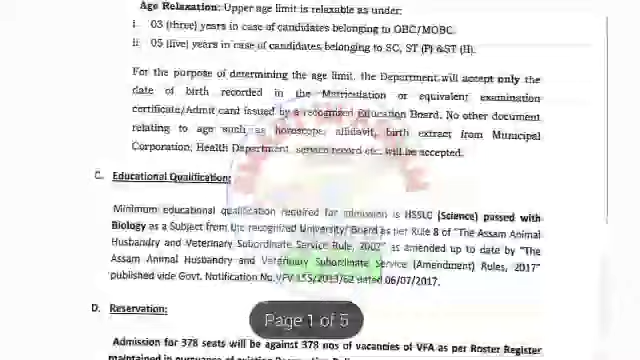 Age Relaxation: Upper age limit is relaxable as under:
i. 03 (three) years in case of candidates belonging to OBC/MOBC.
ii. 05 (five) years in case of candidates belonging to SC, ST (P) &ST (H).
For the purpose of determining the age limit, the Department will accept only the
date of birth recorded in the Matriculation or equivalent examination
certificate/Admit card issued by a recognized Education Board. No other document
relating to age such as horoscope, affidavit, birth extract from Municipal
Corporation, Health Department, service record etc. will be accepted.
C. Educational Qualification:
Minimum educational qualification required for admission is HSSLC (Science) passed with
Biology as a Subject from the recognized University/Board as per Rule 8 of "The Assam Animal
Husbandry and Veterinary Subordinate Service Rule, 2002" as amended up to date by "The
Assam Animal Husbandry and Veterinary Subordinate Service (Amendment) Rules, 2017"
published vide Govt. Notification No.VFV 155/2013/62 dated 06/07/2017.
Page 1 of 5
D. Reservation:
Admission for 378 seats will be against 378 nos of vacancies of VFA as per Roster Register
maintained in pursuance of existing